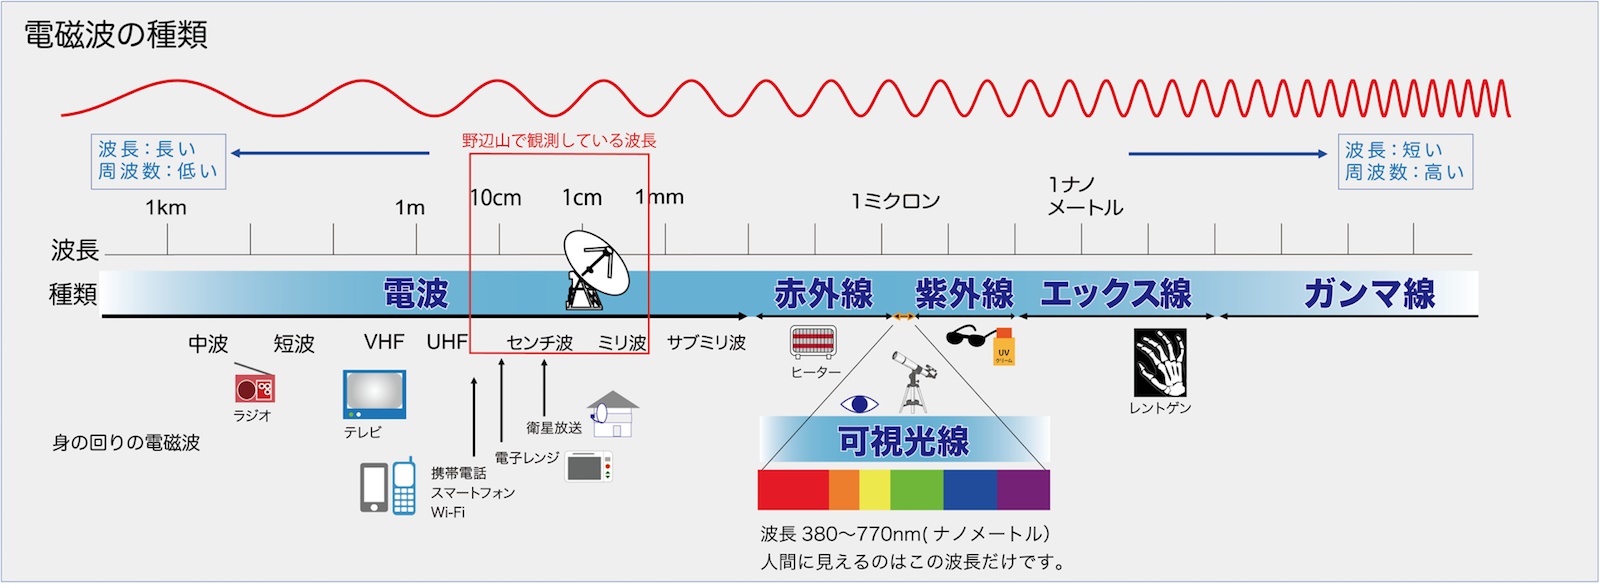 電磁波の種類
野辺山で観測している波長
波長：長い
周波数：低い
波長：短い
周波数：高い
1km
1m
10cm
1cm
1mm
1ミクロン
1ナノ
メートル
波長
種類
電波
赤外線
紫外線
エックス線
ガンマ線
中波
短波
VHF
UHF
センチ波
ミリ波
サブミリ波
ヒーター
UV
クリーム
ラジオ
テレビ
衛星放送
レントゲン
身の回りの電磁波
電子レンジ
携帯電話
スマートフォン
Wi-Fi
可視光線
波長 380〜770nm( ナノメートル）
人間に見えるのはこの波長だけです。